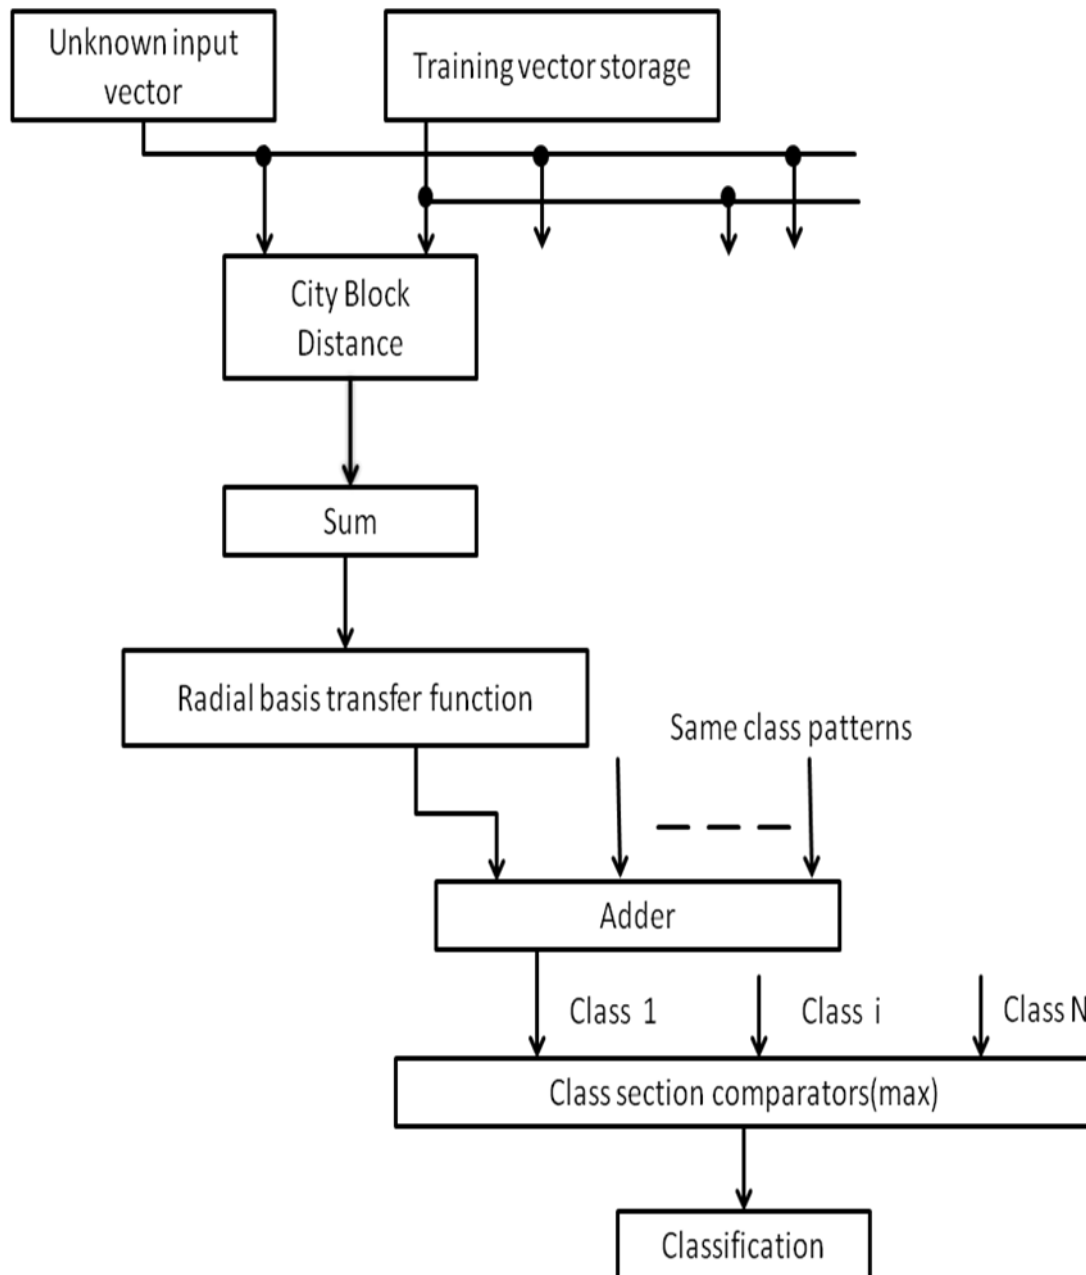 Unknown input
vector
Training vector storage
City Block
Distance
Sum
Radial basis transfer function
Same class patterns
Adder
Class 1
Class i
Class N
Class section comparators(max)
Classification